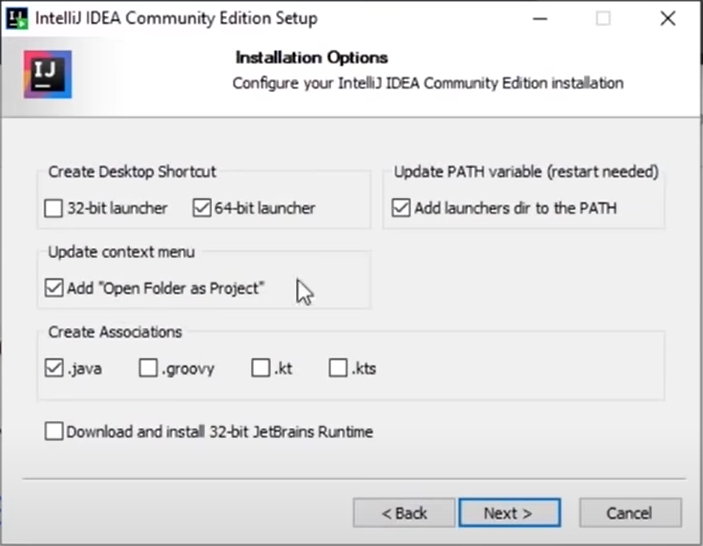 IntelliJ IDEA Community Edition Setup
IJ
Installation Options
Configure your IntelliJ IDEA Community Edition installation
Create Desktop Shortcut
32-bit launcher
64-bit launcher
Update PATH variable (restart needed)
Add launchers dir to the PATH
Update context menu
Add "Open Folder as Project"
Create Associations
.java
.groovy
.kt
.kts
Download and install 32-bit JetBrains Runtime
< Back
Next >
Cancel